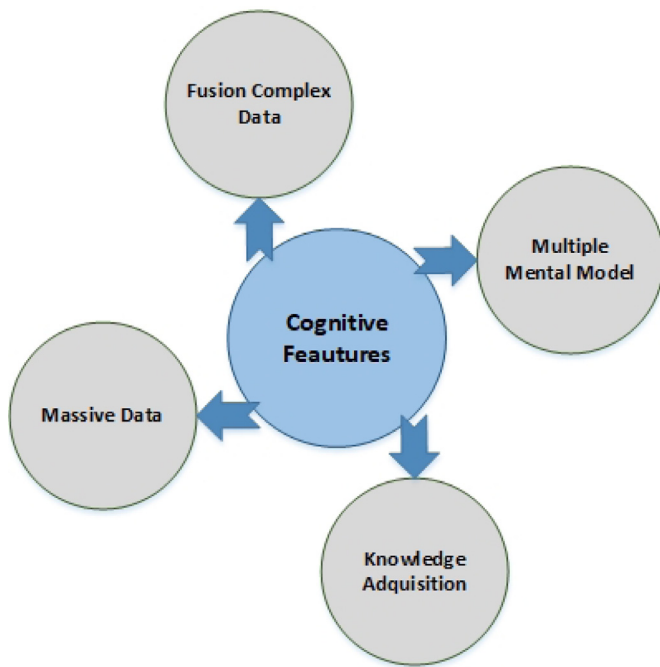 Fusion Complex
Data
Multiple
Mental Model
Cognitive
Feautures
Massive Data
Knowledge
Adquisition